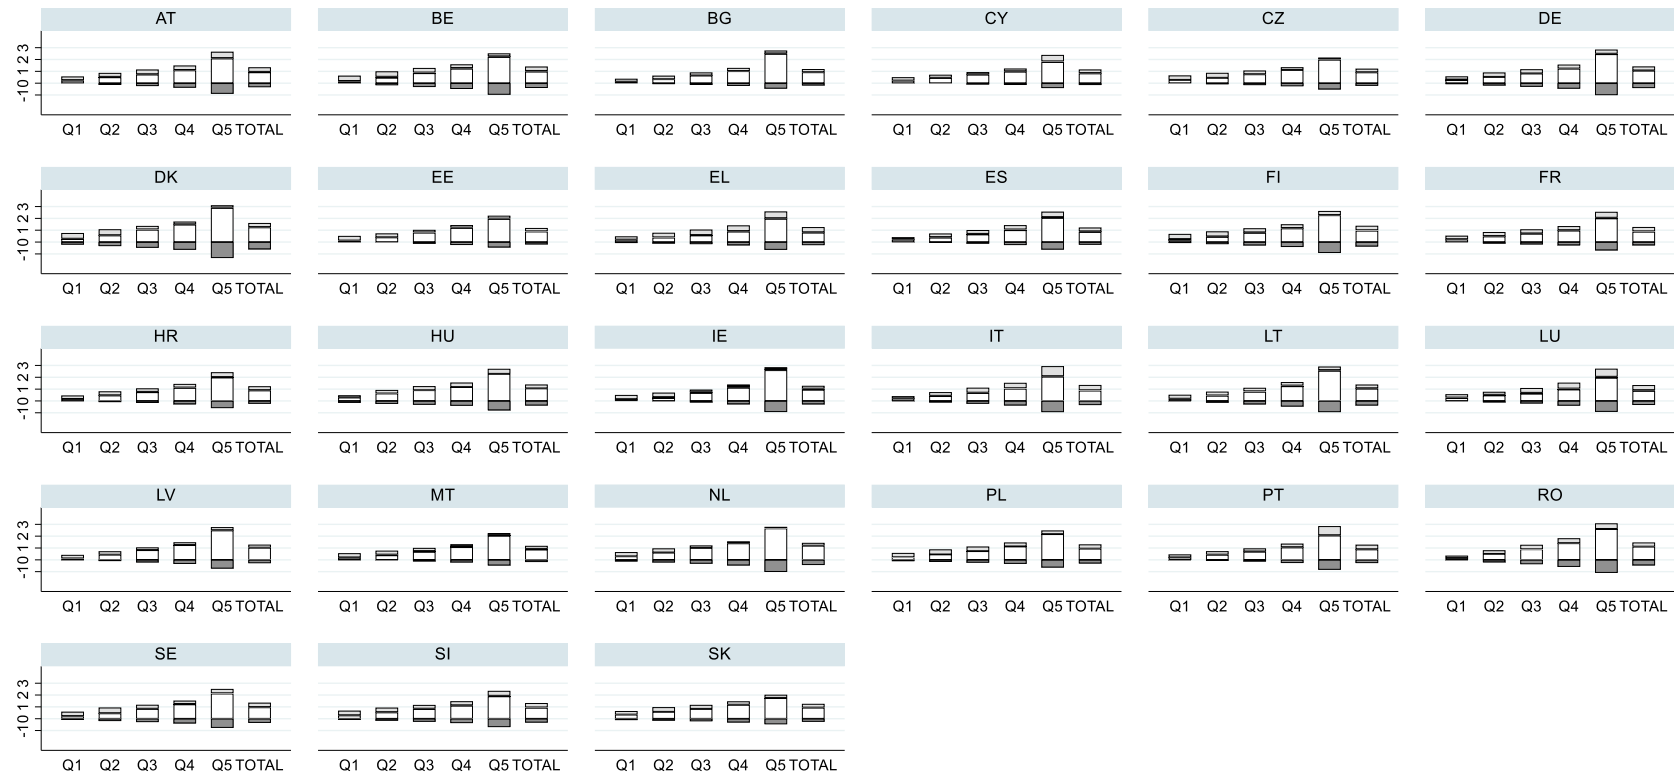 AT BE BG CY CZ DE
-1 0 1 2 3
Q1 Q2 Q3 Q4 Q5 TOTAL Q1 Q2 Q3 Q4 Q5 TOTAL Q1 Q2 Q3 Q4 Q5 TOTAL Q1 Q2 Q3 Q4 Q5 TOTAL Q1 Q2 Q3 Q4 Q5 TOTAL Q1 Q2 Q3 Q4 Q5 TOTAL
DK EE EL ES FI FR
-1 0 1 2 3
Q1 Q2 Q3 Q4 Q5 TOTAL Q1 Q2 Q3 Q4 Q5 TOTAL Q1 Q2 Q3 Q4 Q5 TOTAL Q1 Q2 Q3 Q4 Q5 TOTAL Q1 Q2 Q3 Q4 Q5 TOTAL Q1 Q2 Q3 Q4 Q5 TOTAL
HR HU IE IT LT LU
-1 0 1 2 3
Q1 Q2 Q3 Q4 Q5 TOTAL Q1 Q2 Q3 Q4 Q5 TOTAL Q1 Q2 Q3 Q4 Q5 TOTAL Q1 Q2 Q3 Q4 Q5 TOTAL Q1 Q2 Q3 Q4 Q5 TOTAL Q1 Q2 Q3 Q4 Q5 TOTAL
LV MT NL PL PT RO
-1 0 1 2 3
Q1 Q2 Q3 Q4 Q5 TOTAL Q1 Q2 Q3 Q4 Q5 TOTAL Q1 Q2 Q3 Q4 Q5 TOTAL Q1 Q2 Q3 Q4 Q5 TOTAL Q1 Q2 Q3 Q4 Q5 TOTAL Q1 Q2 Q3 Q4 Q5 TOTAL
SE SI SK
-1 0 1 2 3
Q1 Q2 Q3 Q4 Q5 TOTAL Q1 Q2 Q3 Q4 Q5 TOTAL Q1 Q2 Q3 Q4 Q5 TOTAL